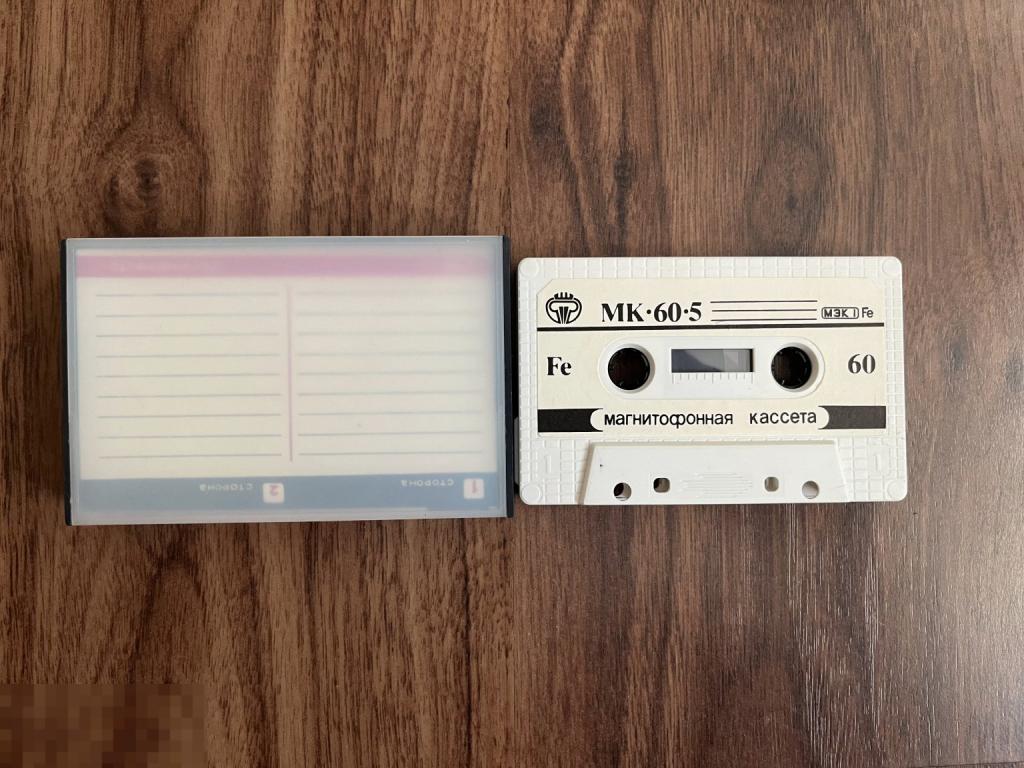 МК·60·5
МЭК I Fe
Fe
60
магнитофонная кассета
1 сторона
2 сторона